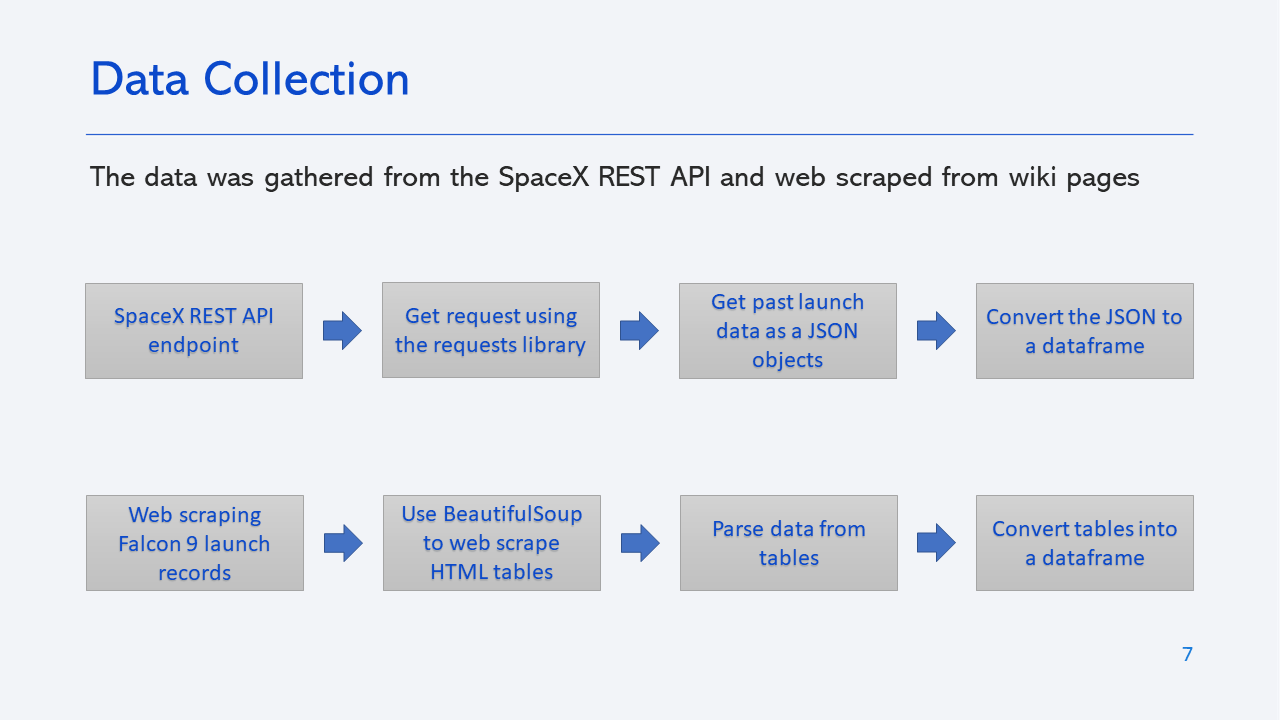 Data Collection
The data was gathered from the SpaceX REST API and web scraped from wiki pages
SpaceX REST API
endpoint
Get request using
the requests library
Get past launch
data as a JSON
objects
Convert the JSON to
a dataframe
Web scraping
Falcon 9 launch
records
Use BeautifulSoup
to web scrape
HTML tables
Parse data from
tables
Convert tables into
a dataframe
7